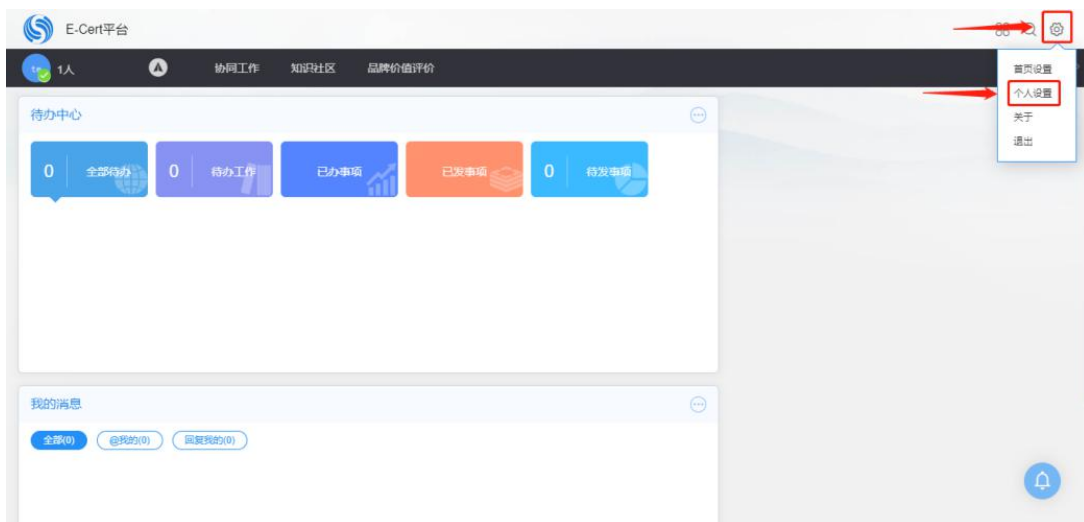 E-Cert平台
1人
协同工作 知识社区 品牌价值评价
首页设置
个人设置
关于
退出
待办中心
0 全部待办 0 待办工作 已办事项 已发事项 0 待发事项
我的消息
全部(0) @我的(0) 回复我的(0)